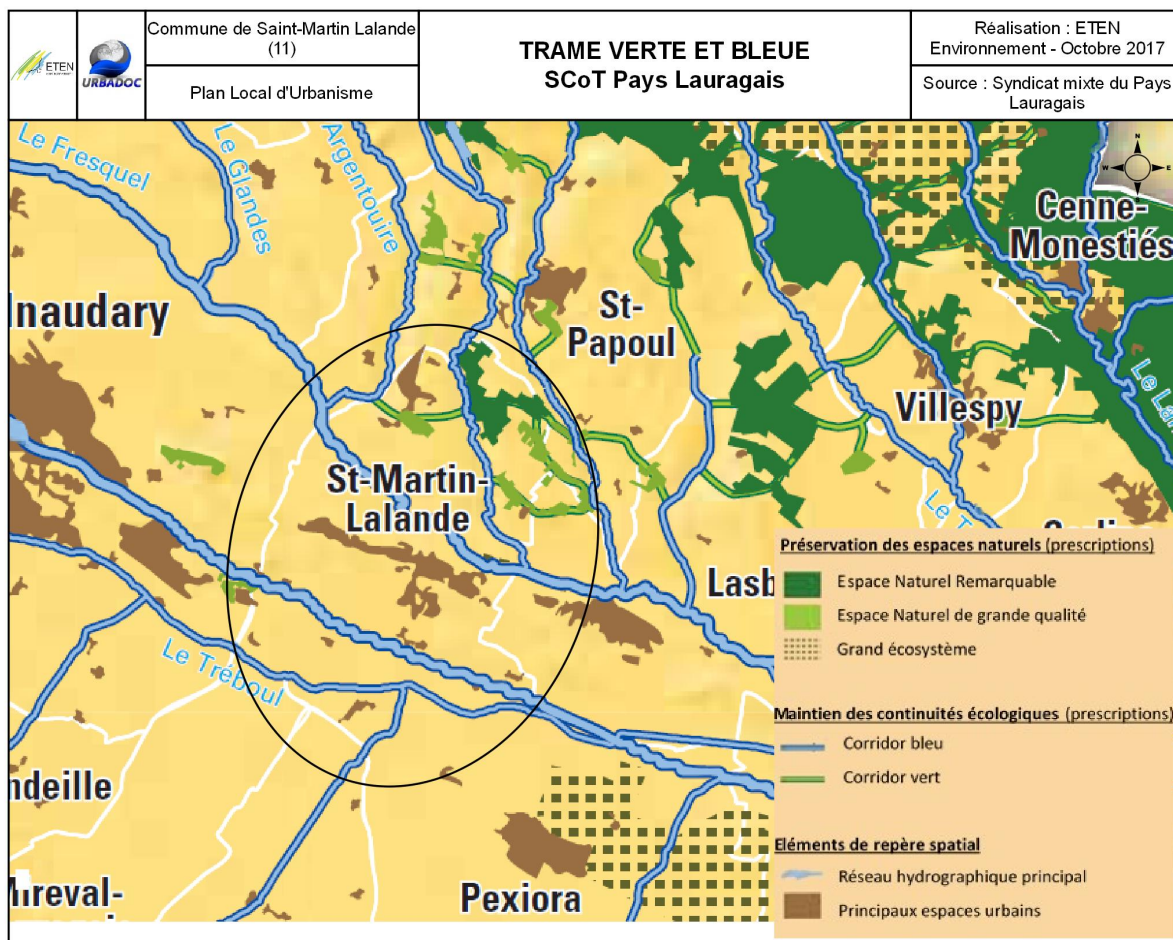 ETEN
URBADOC
Commune de Saint-Martin Lalande
(11)
Plan Local d'Urbanisme
TRAME VERTE ET BLEUE
SCoT Pays Lauragais
Réalisation : ETEN
Environnement - Octobre 2017
Source : Syndicat mixte du Pays
Lauragais
Le Fresquel
Le Glandes
Argentouire
N
W
E
S
Cenne-
Monestiés
lnaudary
St-
Papoul
Villespy
St-Martin-
Lalande
Lasb
Le Tréboul
ndeille
Mireval-
Pexiora
Préservation des espaces naturels (prescriptions)
Espace Naturel Remarquable
Espace Naturel de grande qualité
Grand écosystème
Maintien des continuités écologiques (prescriptions)
Corridor bleu
Corridor vert
Eléments de repère spatial
Réseau hydrographique principal
Principaux espaces urbains